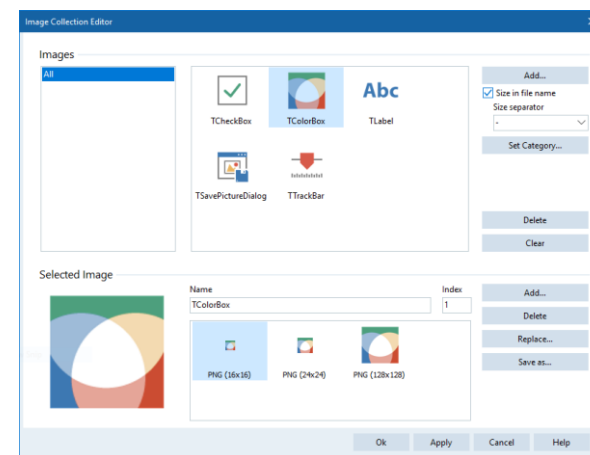 Image Collection Editor
Images
All
TCheckBox
TColorBox
Abc
TLabel
TSavePictureDialog
TTrackBar
Add...
Size in file name
Size separator
-
Set Category...
Delete
Clear
Selected Image
Name
Index
TColorBox
1
PNG (16x16)
PNG (24x24)
PNG (128x128)
Add...
Delete
Replace...
Save as...
Ok
Apply
Cancel
Help